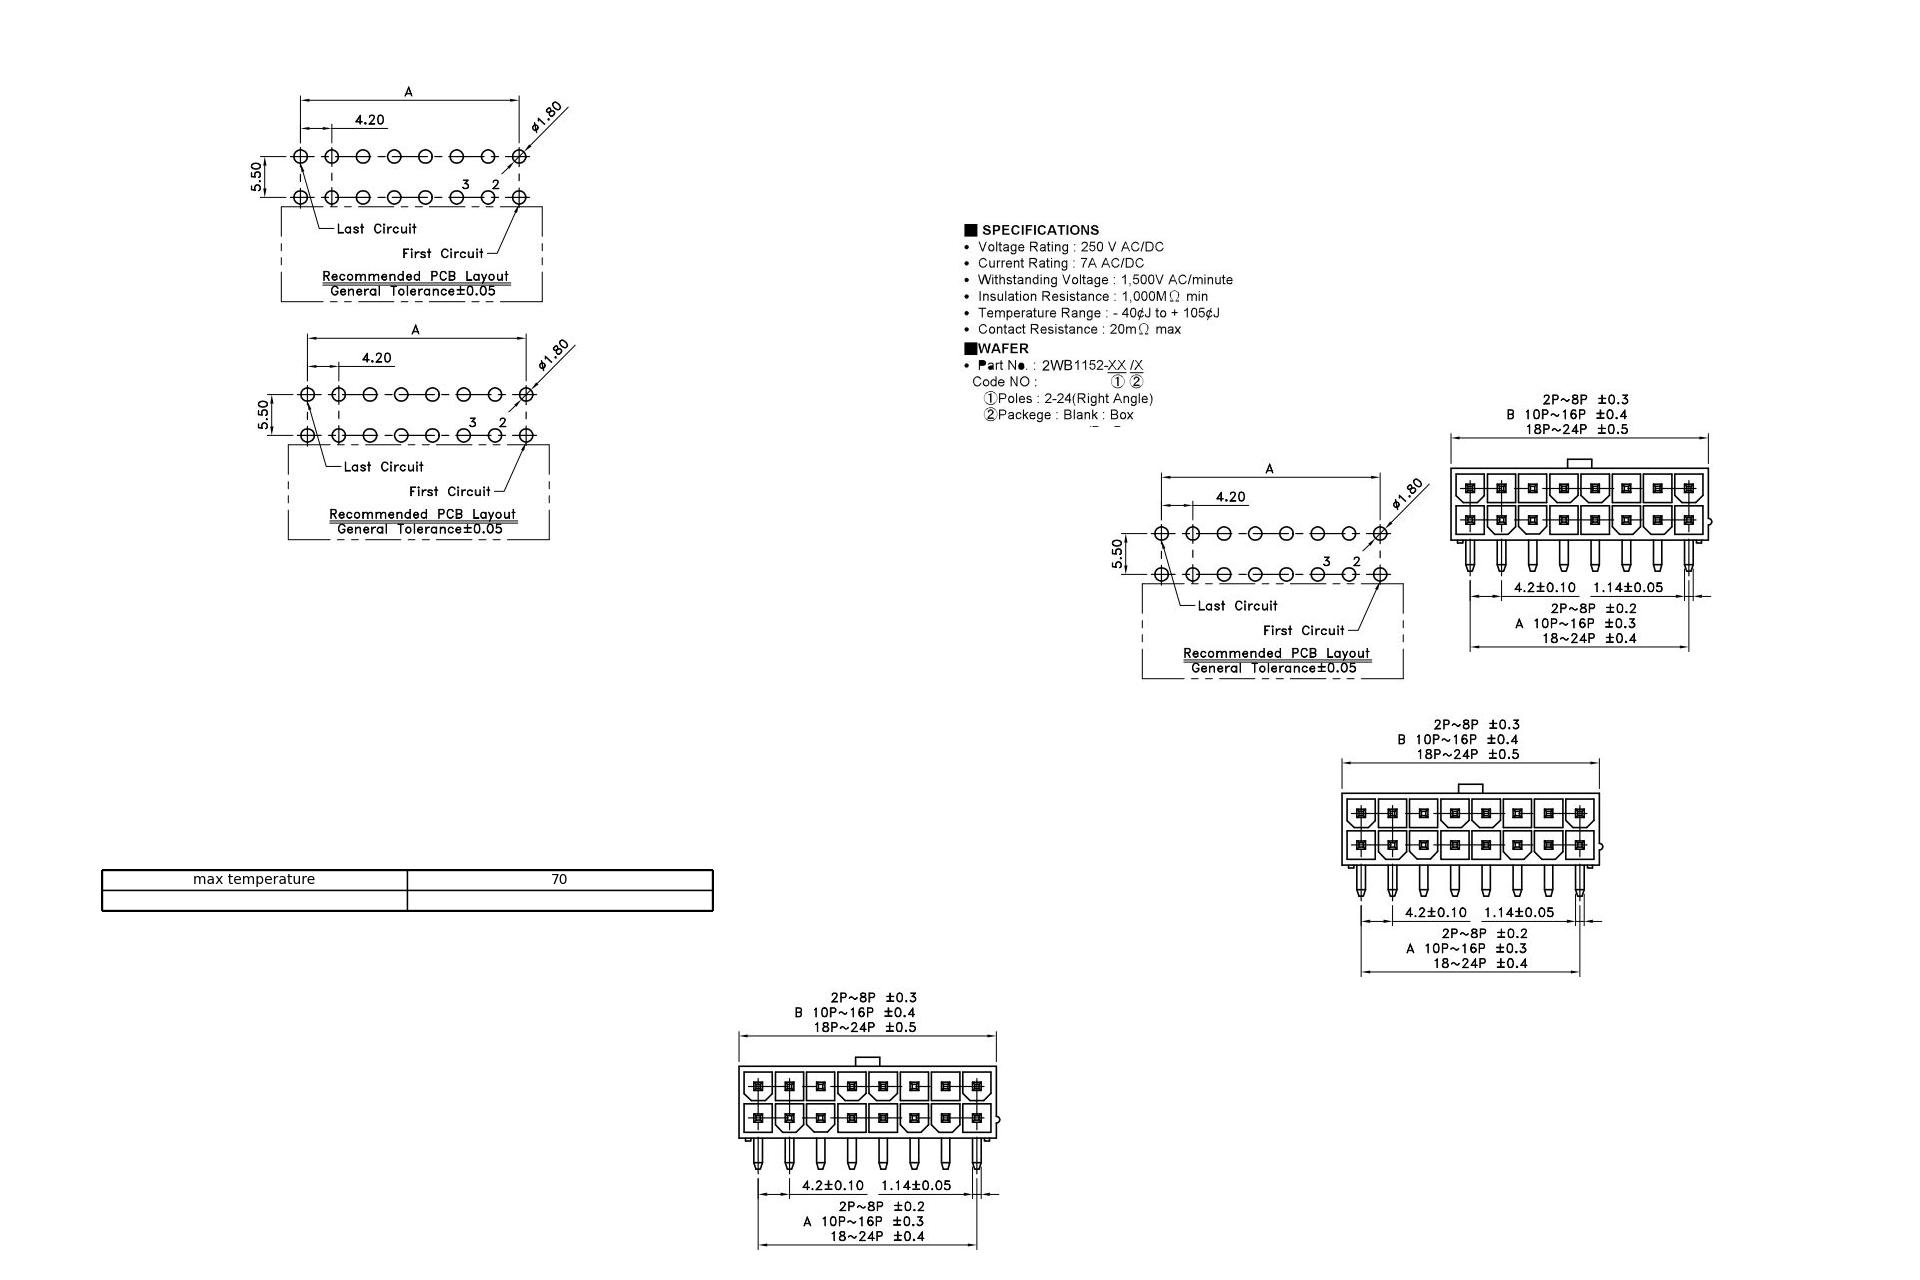 A
4.20
ø1.80
5.50
3 2
Last Circuit
First Circuit
Recommended PCB Layout
General Tolerance±0.05
A
4.20
ø1.80
5.50
3 2
Last Circuit
First Circuit
Recommended PCB Layout
General Tolerance±0.05
■ SPECIFICATIONS
• Voltage Rating : 250 V AC/DC
• Current Rating : 7A AC/DC
• Withstanding Voltage : 1,500V AC/minute
• Insulation Resistance : 1,000MΩ min
• Temperature Range : - 40¢J to + 105¢J
• Contact Resistance : 20mΩ max
■WAFER
• Part No. : 2WB1152-XX /X
Code NO : ① ②
①Poles : 2-24(Right Angle)
②Packege : Blank : Box
A
4.20
ø1.80
5.50
3 2
Last Circuit
First Circuit
Recommended PCB Layout
General Tolerance±0.05
2P~8P ±0.3
B 10P~16P ±0.4
18P~24P ±0.5
4.2±0.10 1.14±0.05
2P~8P ±0.2
A 10P~16P ±0.3
18~24P ±0.4
2P~8P ±0.3
B 10P~16P ±0.4
18P~24P ±0.5
4.2±0.10 1.14±0.05
2P~8P ±0.2
A 10P~16P ±0.3
18~24P ±0.4
max temperature 70
2P~8P ±0.3
B 10P~16P ±0.4
18P~24P ±0.5
4.2±0.10 1.14±0.05
2P~8P ±0.2
A 10P~16P ±0.3
18~24P ±0.4